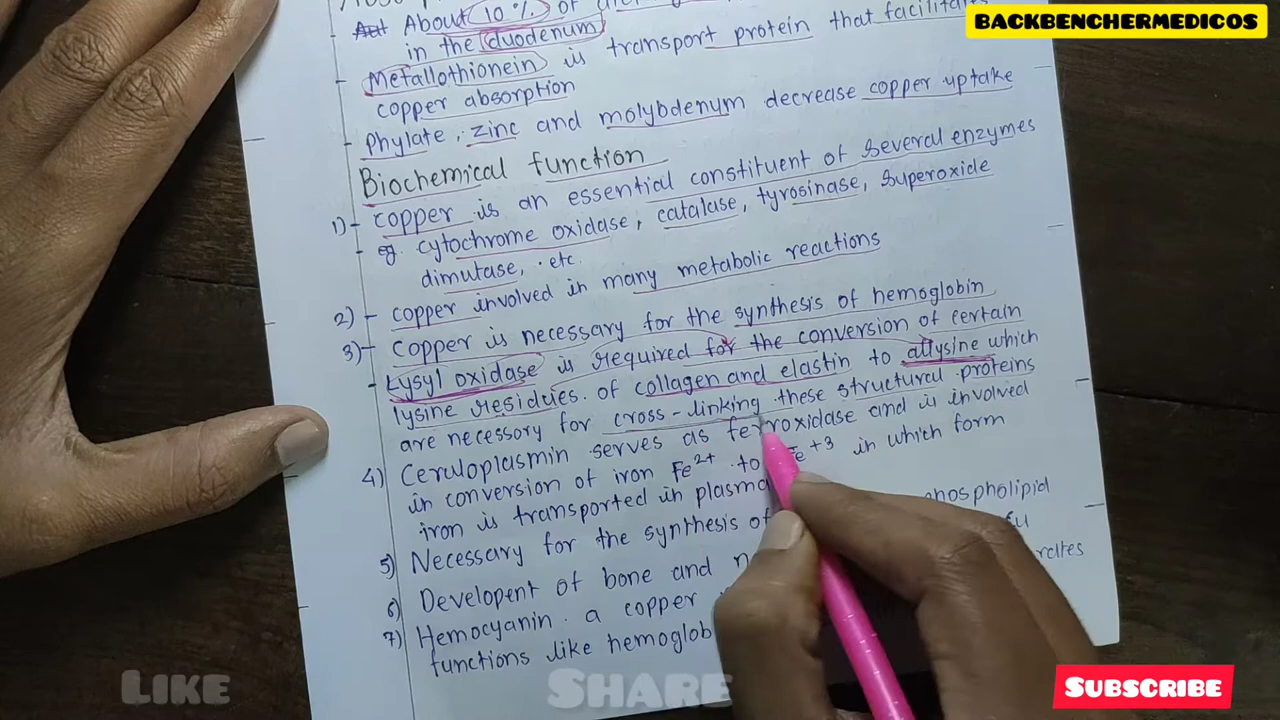 BACKBENCHERMEDICOS
About 10% of
in the duodenum
Metallothionein is transport protein that facilitates
copper absorption
Phylate, zinc and molybdenum decrease copper uptake
Biochemical function
1) - copper is an essential constituent of several enzymes
eg. cytochrome oxidase, catalase, tyrosinase, superoxide
dimutase, .etc.
2) - copper involved in many metabolic reactions
3) - Copper is necessary for the synthesis of hemoglobin
- Lysyl oxidase is required for the conversion of certain
lysine residues. of collagen and elastin to allysine which
are necessory for cross-linking these structural proteins
4) Ceruloplasmin serves as ferroxidase and is involved
in conversion of iron Fe2+ to Fe+3 in which form
iron is transported in plasma
5) Necessary for the synthesis of phospholipid
6) Developent of bone and
7) Hemocyanin. a copper
functions like hemoglob
LIKE
SHARE
SUBSCRIBE